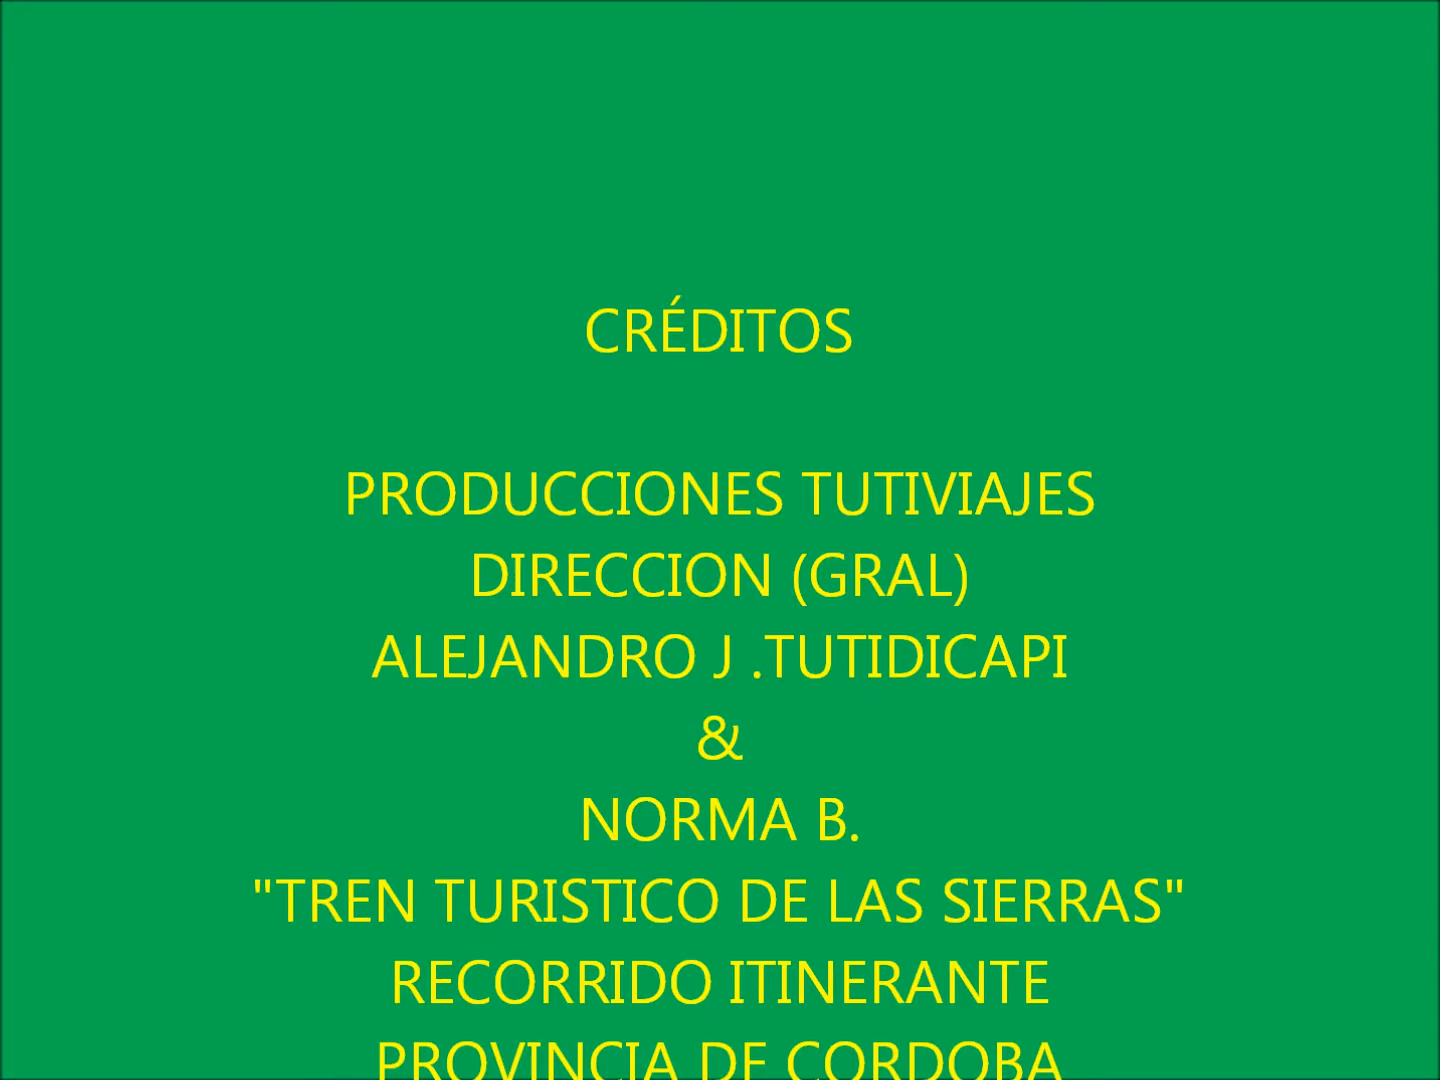 CRÉDITOS
PRODUCCIONES TUTIVIAJES
DIRECCION (GRAL)
ALEJANDRO J .TUTIDICAPI
&
NORMA B.
"TREN TURISTICO DE LAS SIERRAS"
RECORRIDO ITINERANTE
PROVINCIA DE CORDOBA